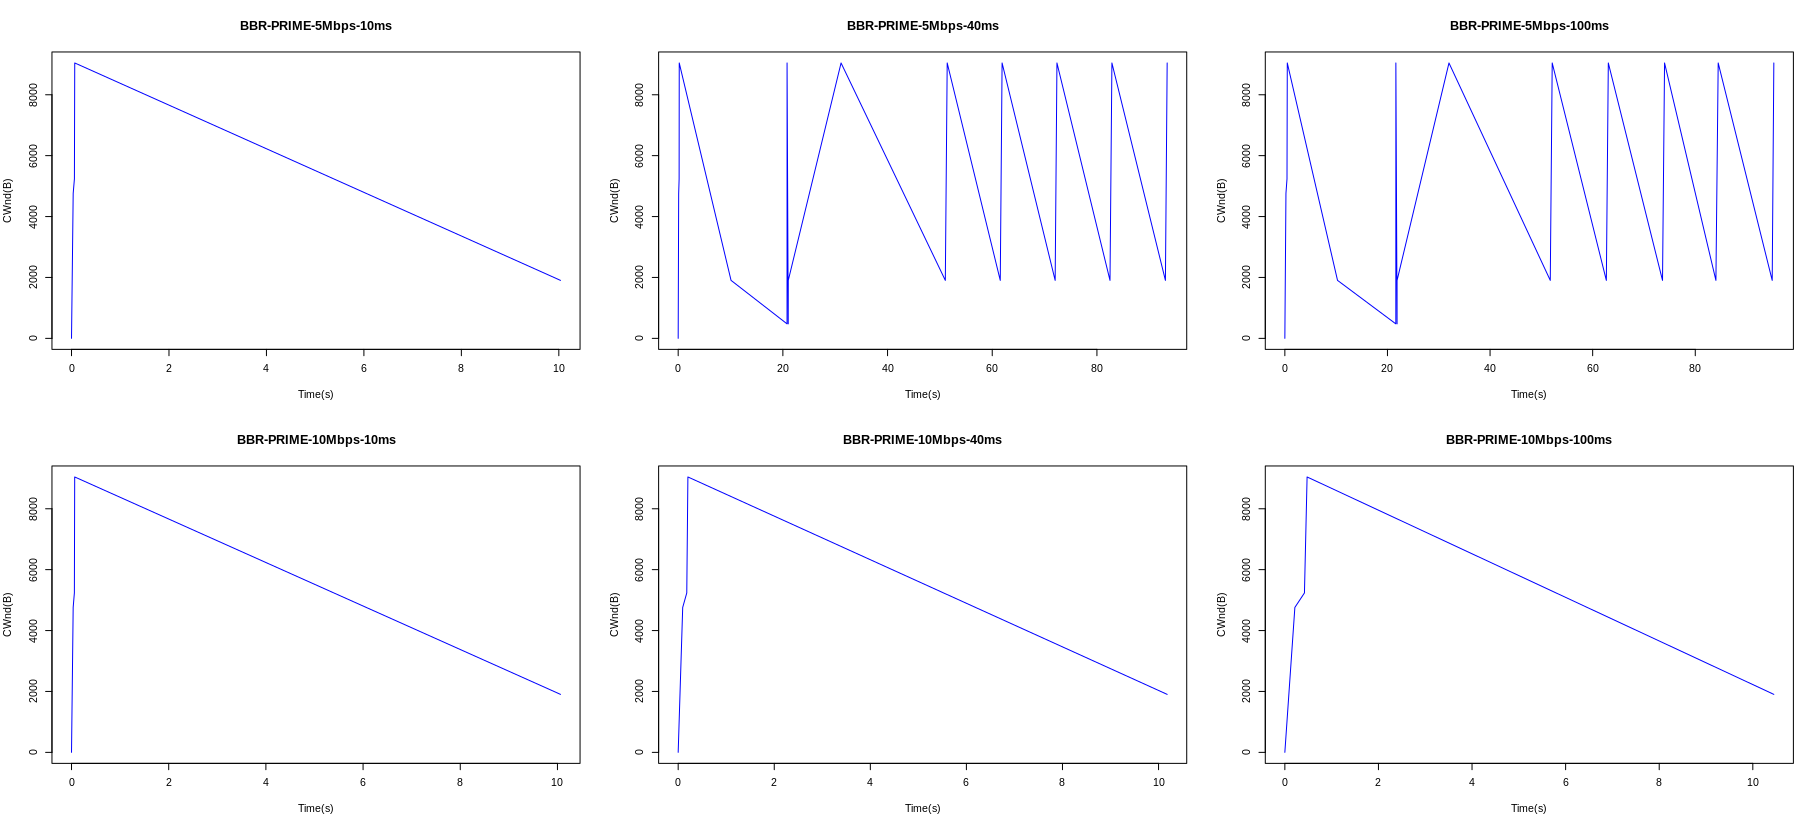 BBR-PRIME-5Mbps-10ms
CWnd(B)
8000
6000
4000
2000
0
0 2 4 6 8 10
Time(s)
BBR-PRIME-5Mbps-40ms
CWnd(B)
8000
6000
4000
2000
0
0 20 40 60 80
Time(s)
BBR-PRIME-5Mbps-100ms
CWnd(B)
8000
6000
4000
2000
0
0 20 40 60 80
Time(s)
BBR-PRIME-10Mbps-10ms
CWnd(B)
8000
6000
4000
2000
0
0 2 4 6 8 10
Time(s)
BBR-PRIME-10Mbps-40ms
CWnd(B)
8000
6000
4000
2000
0
0 2 4 6 8 10
Time(s)
BBR-PRIME-10Mbps-100ms
CWnd(B)
8000
6000
4000
2000
0
0 2 4 6 8 10
Time(s)